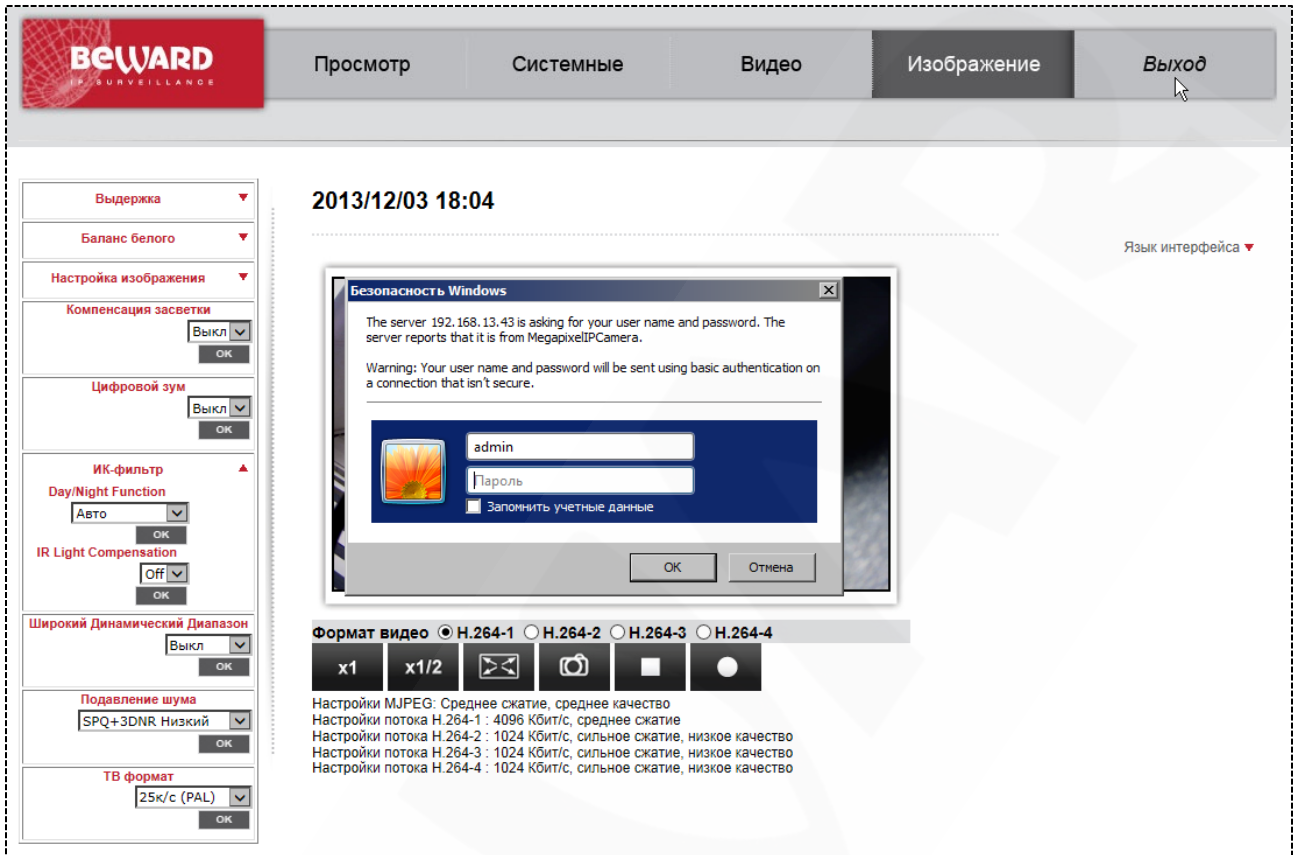 BEWARD
IP SURVEILLANCE
Просмотр
Системные
Видео
Изображение
Выход
Выдержка
Баланс белого
Настройка изображения
Компенсация засветки
Выкл
ОК
Цифровой зум
Выкл
ОК
ИК-фильтр
Day/Night Function
Авто
ОК
IR Light Compensation
Off
ОК
Широкий Динамический Диапазон
Выкл
ОК
Подавление шума
SPQ+3DNR Низкий
ОК
ТВ формат
25к/с (PAL)
ОК
2013/12/03 18:04
Язык интерфейса
Безопасность Windows
The server 192.168.13.43 is asking for your user name and password. The
server reports that it is from MegapixelIPCamera.
Warning: Your user name and password will be sent using basic authentication on
a connection that isn't secure.
admin
Пароль
Запомнить учетные данные
ОК
Отмена
Формат видео H.264-1 H.264-2 H.264-3 H.264-4
x1 x1/2
Настройки MJPEG: Среднее сжатие, среднее качество
Настройки потока H.264-1 : 4096 Кбит/с, среднее сжатие
Настройки потока H.264-2 : 1024 Кбит/с, сильное сжатие, низкое качество
Настройки потока H.264-3 : 1024 Кбит/с, сильное сжатие, низкое качество
Настройки потока H.264-4 : 1024 Кбит/с, сильное сжатие, низкое качество